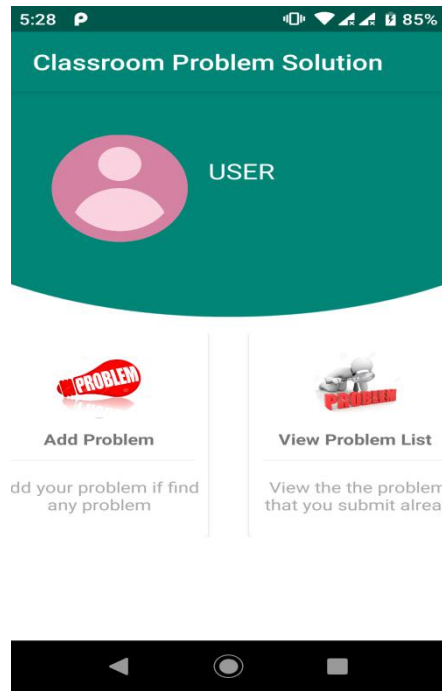 5:28 P 85%
Classroom Problem Solution
USER
PROBLEM
PROBLEM
Add Problem
View Problem List
dd your problem if find
any problem
View the the problem
that you submit alrea